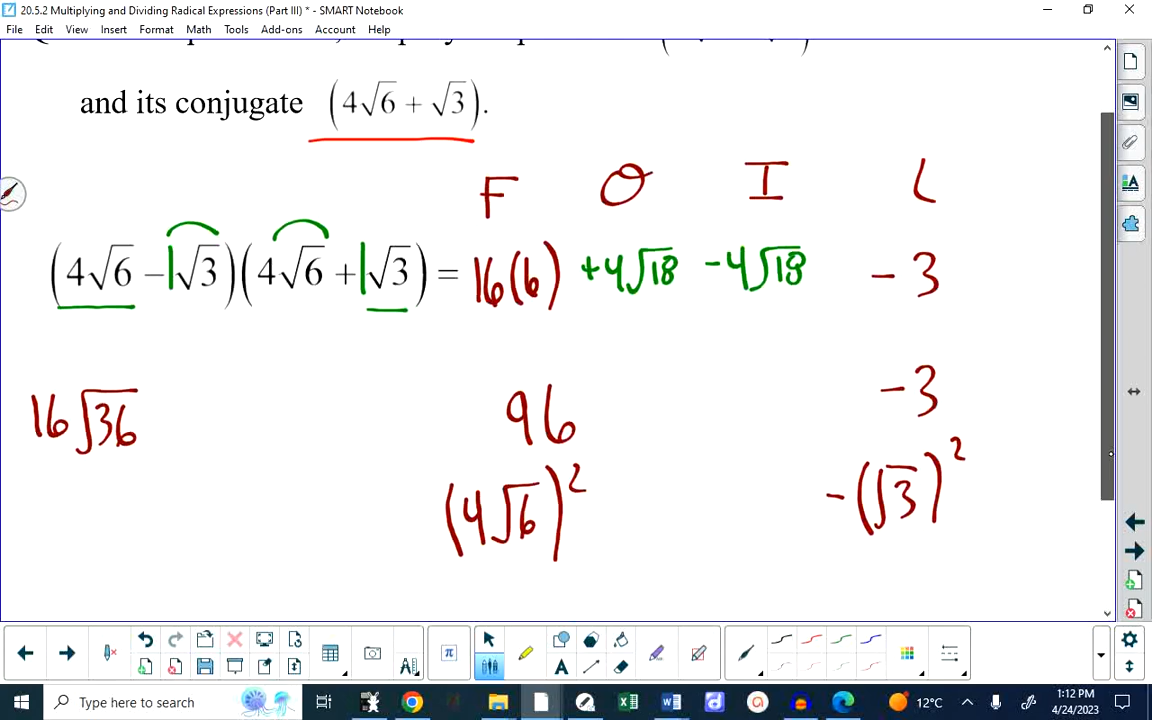 20.5.2 Multiplying and Dividing Radical Expressions (Part III) * - SMART Notebook
File Edit View Insert Format Math Tools Add-ons Account Help
and its conjugate (4√6 + √3).
F O I L
(4√6 − 1√3)(4√6 + 1√3) = 16(6) +4√18 -4√18 - 3
16√36 96 - 3
(4√6)² -(√3)²
π
A
Type here to search
12°C
1:12 PM
4/24/2023